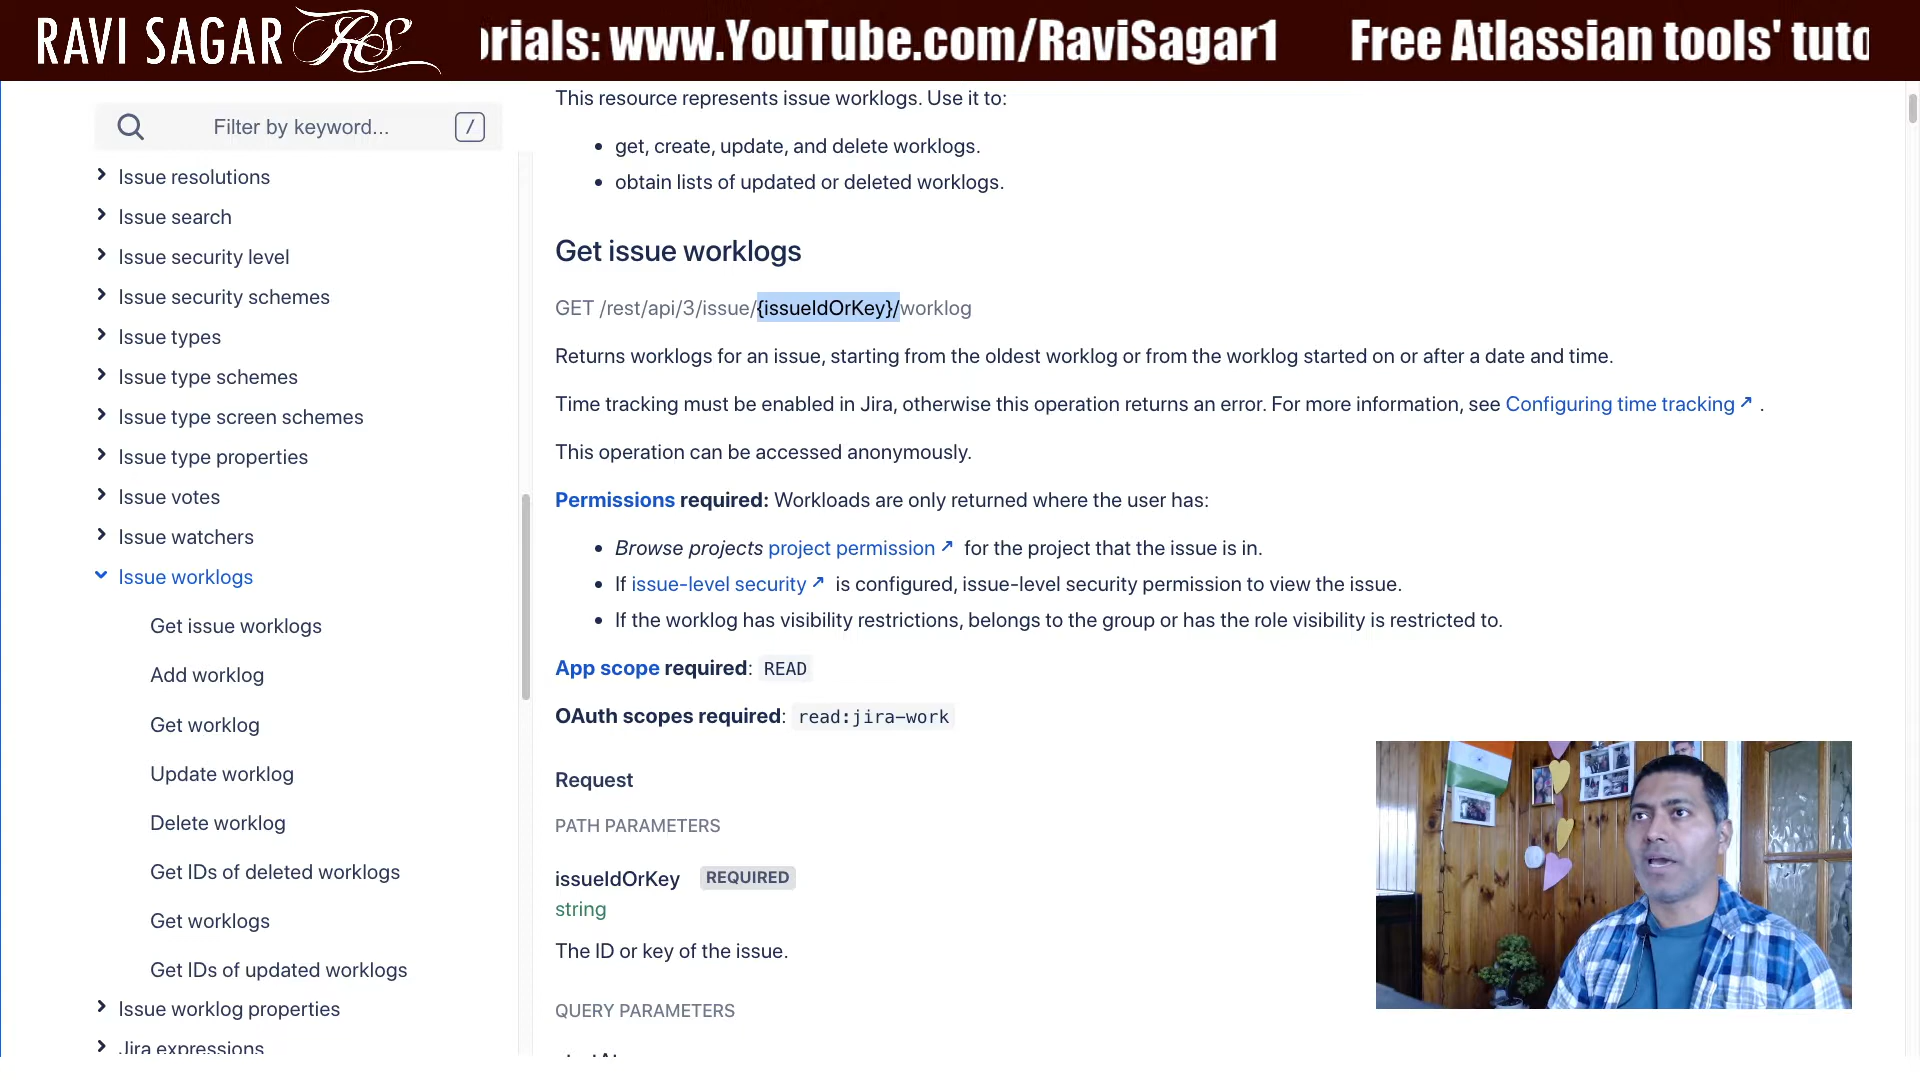 RAVI SAGAR RS
orials: www.YouTube.com/RaviSagar1 Free Atlassian tools' tuto
Filter by keyword... /
Issue resolutions
Issue search
Issue security level
Issue security schemes
Issue types
Issue type schemes
Issue type screen schemes
Issue type properties
Issue votes
Issue watchers
Issue worklogs
Get issue worklogs
Add worklog
Get worklog
Update worklog
Delete worklog
Get IDs of deleted worklogs
Get worklogs
Get IDs of updated worklogs
Issue worklog properties
Jira expressions
This resource represents issue worklogs. Use it to:
• get, create, update, and delete worklogs.
• obtain lists of updated or deleted worklogs.
Get issue worklogs
GET /rest/api/3/issue/{issueIdOrKey}/worklog
Returns worklogs for an issue, starting from the oldest worklog or from the worklog started on or after a date and time.
Time tracking must be enabled in Jira, otherwise this operation returns an error. For more information, see Configuring time tracking ↗ .
This operation can be accessed anonymously.
Permissions required: Workloads are only returned where the user has:
• Browse projects project permission ↗ for the project that the issue is in.
• If issue-level security ↗ is configured, issue-level security permission to view the issue.
• If the worklog has visibility restrictions, belongs to the group or has the role visibility is restricted to.
App scope required: READ
OAuth scopes required: read:jira-work
Request
PATH PARAMETERS
issueIdOrKey REQUIRED
string
The ID or key of the issue.
QUERY PARAMETERS